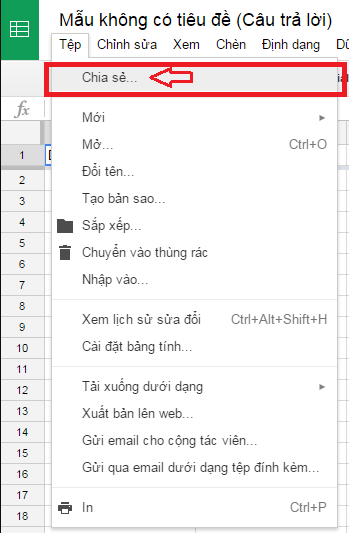 Mẫu không có tiêu đề (Câu trả lời)
Tệp Chỉnh sửa Xem Chèn Định dạng
Chia sẻ...
fx
Mới
1
Mở... Ctrl+O
2
Đổi tên...
3
Tạo bản sao...
4
Sắp xếp...
5
Chuyển vào thùng rác
6
Nhập vào...
7
8
Xem lịch sử sửa đổi Ctrl+Alt+Shift+H
9
Cài đặt bảng tính...
10
11
Tải xuống dưới dạng
12
Xuất bản lên web...
13
Gửi email cho cộng tác viên...
14
Gửi qua email dưới dạng tệp đính kèm...
15
16
In Ctrl+P
17
18